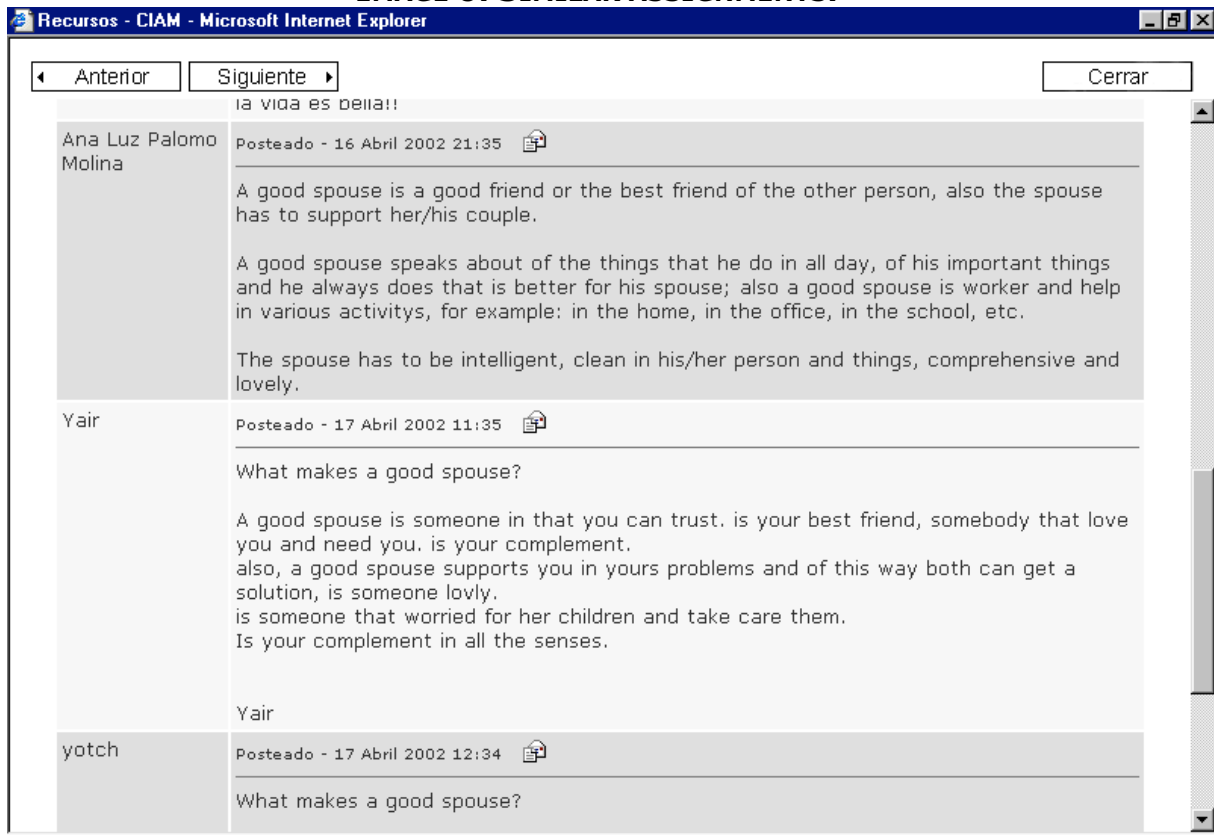 RANGE OF SIMILAR ASSIGNMENTS.
Recursos - CIAM - Microsoft Internet Explorer
Anterior Siguiente Cerrar
la vida es bella!!
Ana Luz Palomo
Molina
Posteado - 16 Abril 2002 21:35
A good spouse is a good friend or the best friend of the other person, also the spouse
has to support her/his couple.
A good spouse speaks about of the things that he do in all day, of his important things
and he always does that is better for his spouse; also a good spouse is worker and help
in various activitys, for example: in the home, in the office, in the school, etc.
The spouse has to be intelligent, clean in his/her person and things, comprehensive and
lovely.
Yair
Posteado - 17 Abril 2002 11:35
What makes a good spouse?
A good spouse is someone in that you can trust. is your best friend, somebody that love
you and need you. is your complement.
also, a good spouse supports you in yours problems and of this way both can get a
solution, is someone lovly.
is someone that worried for her children and take care them.
Is your complement in all the senses.
Yair
yotch
Posteado - 17 Abril 2002 12:34
What makes a good spouse?